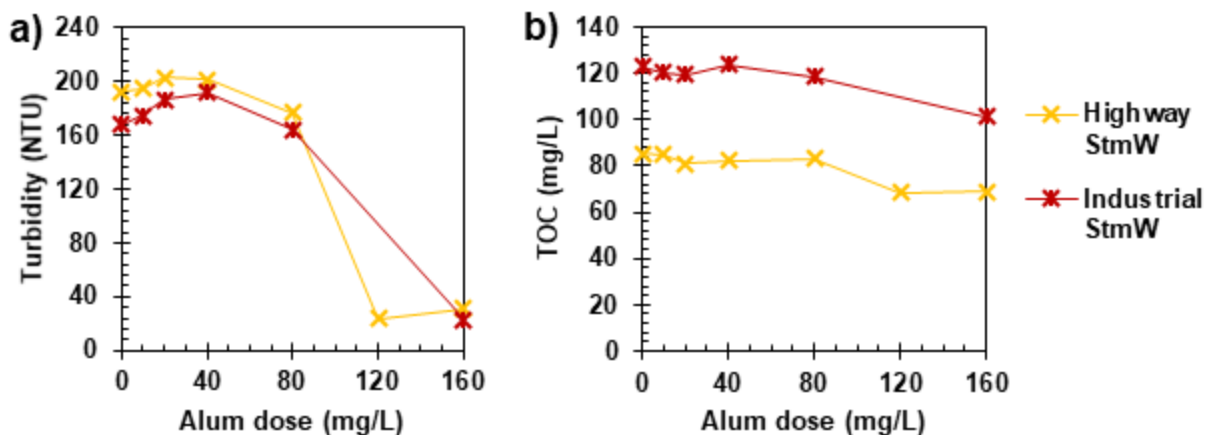 a)
240
200
160
120
80
40
0
Turbidity (NTU)
0 40 80 120 160
Alum dose (mg/L)
b)
140
120
100
80
60
40
20
0
TOC (mg/L)
0 40 80 120 160
Alum dose (mg/L)
Highway
StmW
Industrial
StmW